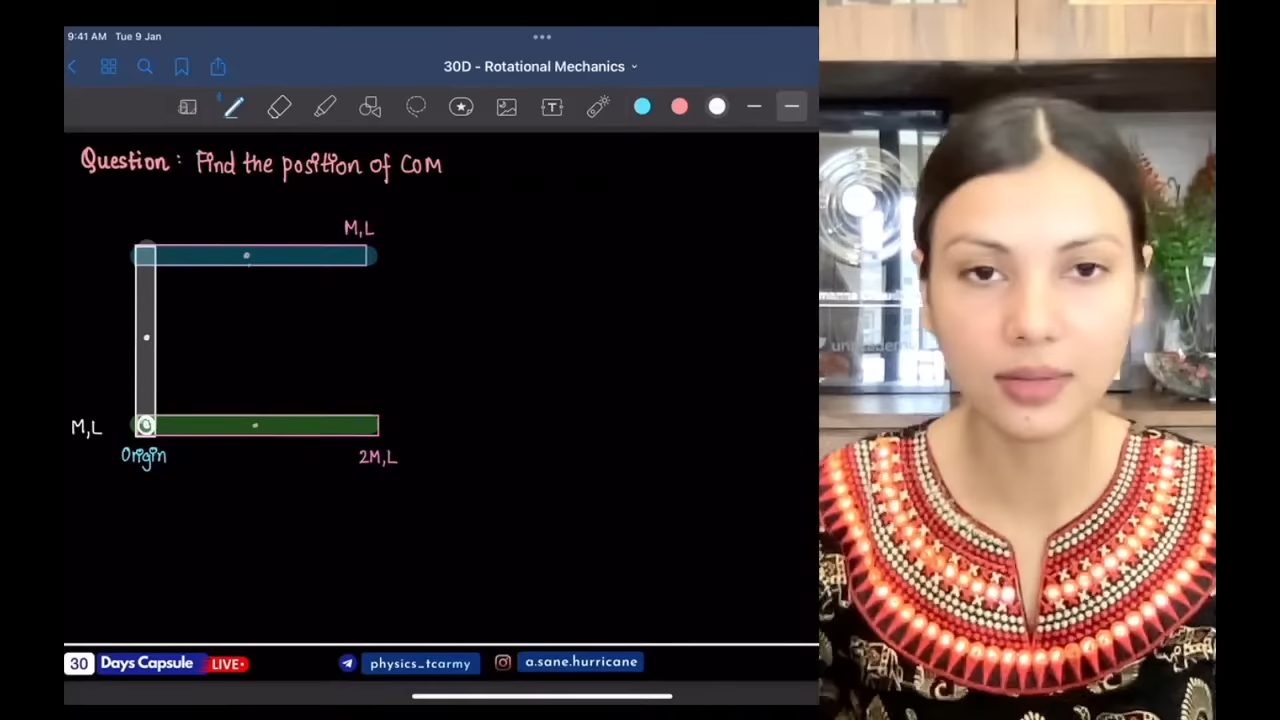 9:41 AM Tue 9 Jan
30D - Rotational Mechanics
Question: Find the position of COM
M,L
M,L
Origin
2M,L
30 Days Capsule LIVE
physics_tcarmy
a.sane.hurricane